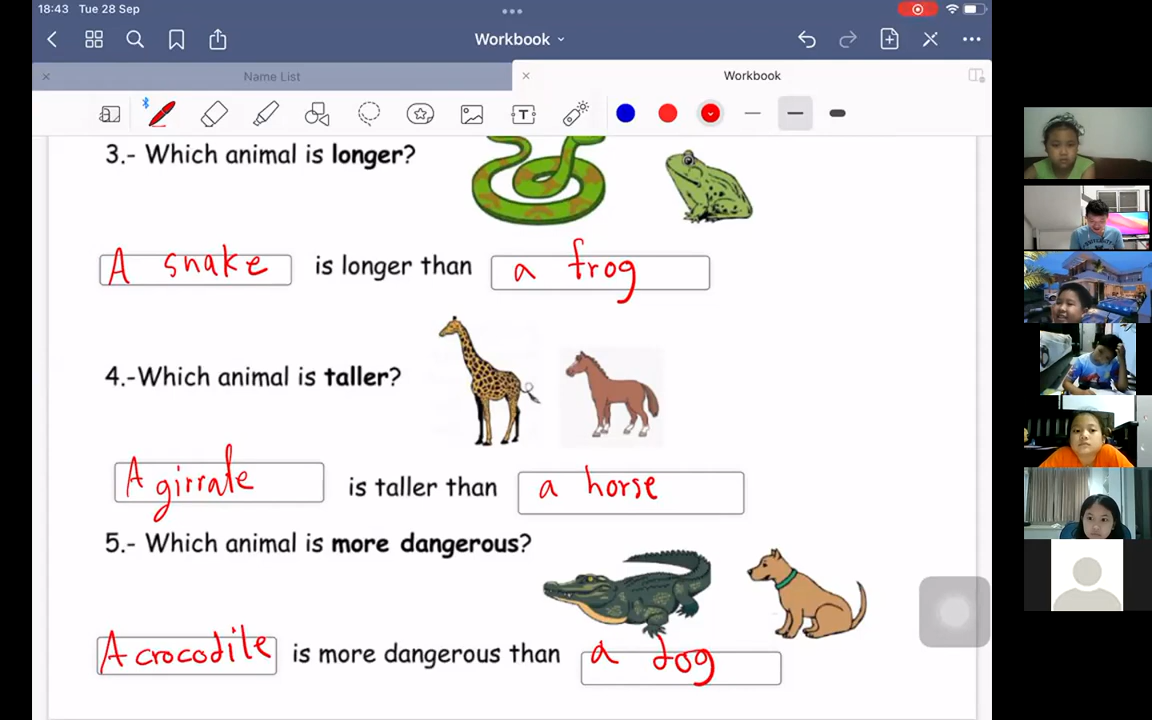 18:43 Tue 28 Sep
Workbook
Name List
Workbook
3.- Which animal is longer?
A snake is longer than a frog
4.-Which animal is taller?
A girrafe is taller than a horse
5.- Which animal is more dangerous?
A crocodile is more dangerous than a dog